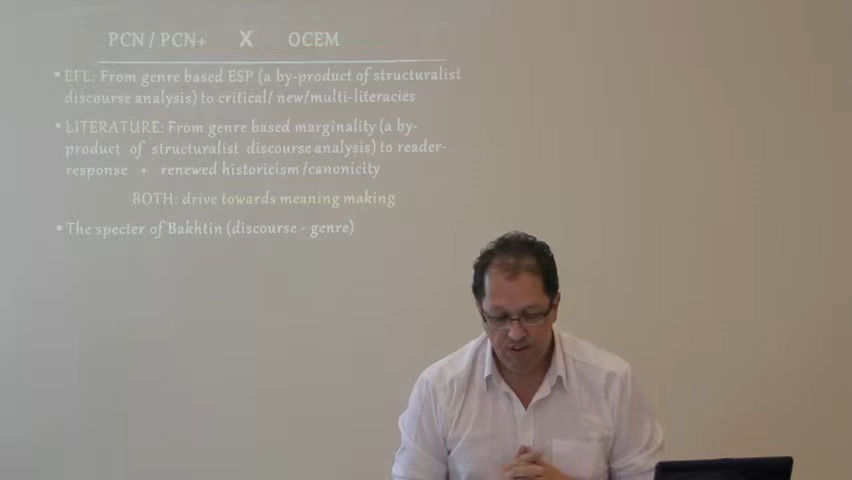 PCN / PCN+ X OCEM
▪ EFL: From genre based ESP (a by-product of structuralist
discourse analysis) to critical/ new/multi-literacies
▪ LITERATURE: From genre based marginality (a by-
product of structuralist discourse analysis) to reader-
response + renewed historicism /canonicity
BOTH: drive towards meaning making
▪ The specter of Bakhtin (discourse - genre)